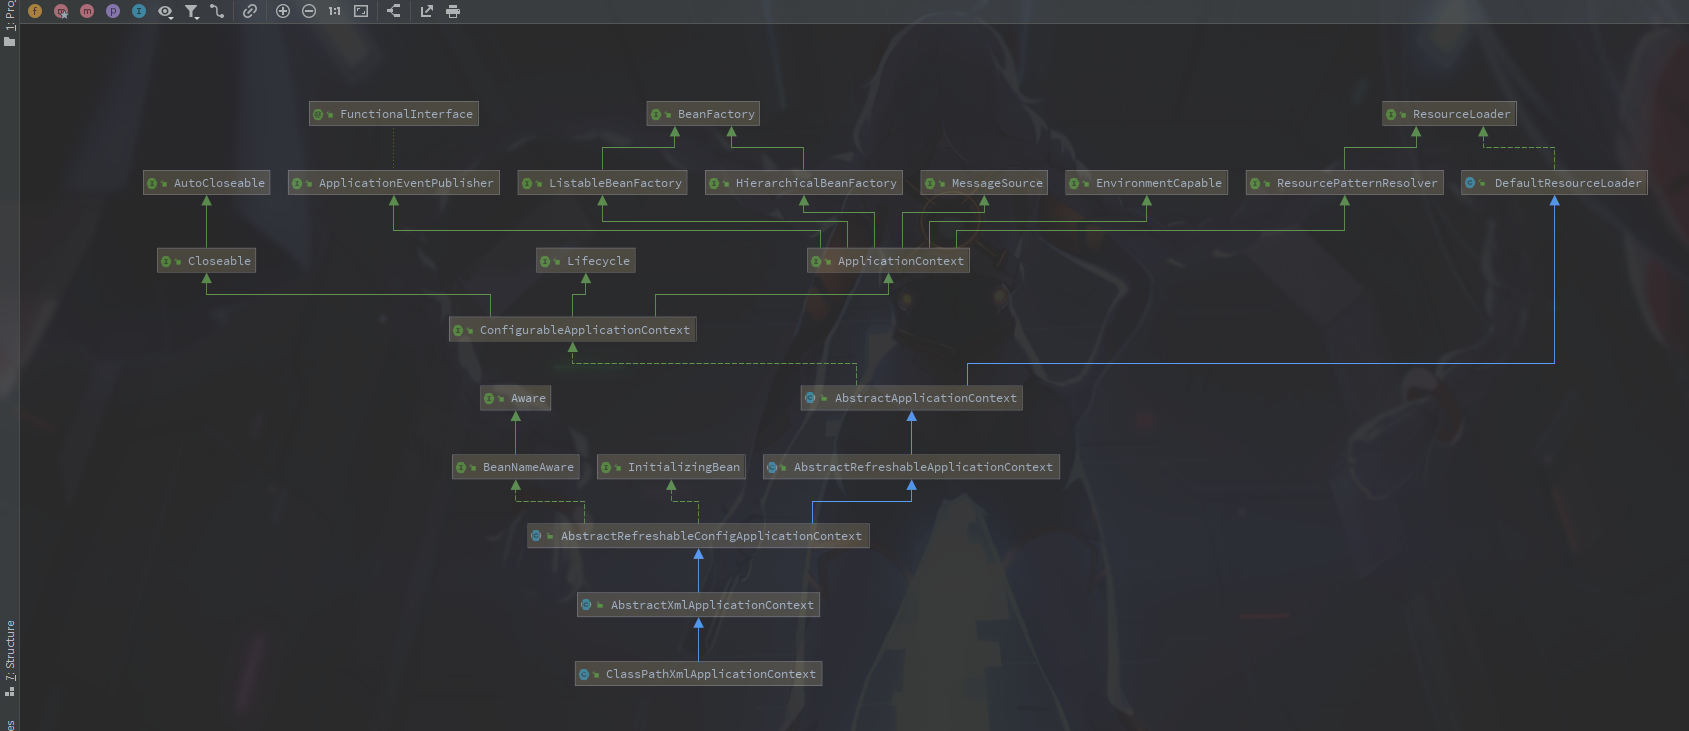 1: Pro
1:1
FunctionalInterface
BeanFactory
ResourceLoader
AutoCloseable
ApplicationEventPublisher
ListableBeanFactory
HierarchicalBeanFactory
MessageSource
EnvironmentCapable
ResourcePatternResolver
DefaultResourceLoader
Closeable
Lifecycle
ApplicationContext
ConfigurableApplicationContext
Aware
AbstractApplicationContext
BeanNameAware
InitializingBean
AbstractRefreshableApplicationContext
AbstractRefreshableConfigApplicationContext
AbstractXmlApplicationContext
7: Structure
ClassPathXmlApplicationContext